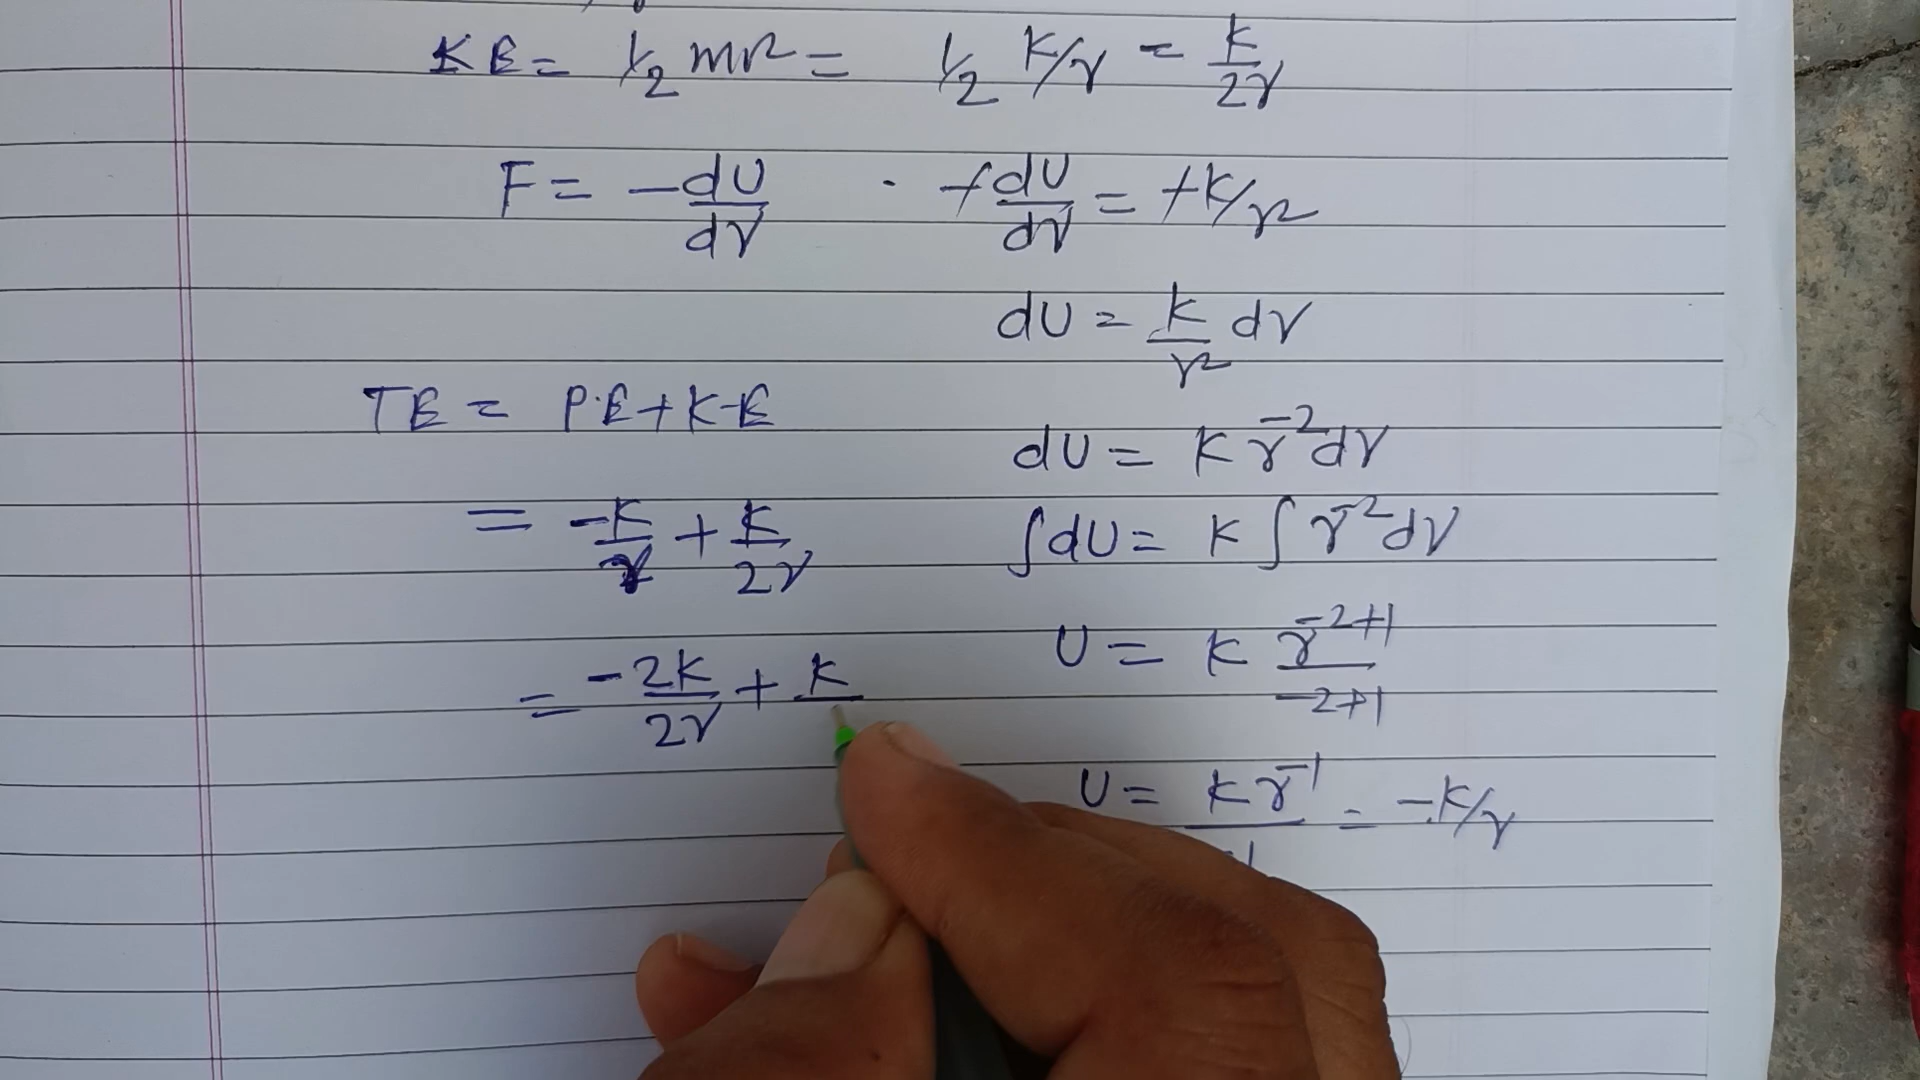 KE = 1/2 mv² = 1/2 K/r = K/2r
F = -dU/dr . +dU/dr = +K/r²
dU = K/r² dr
TE = P.E + K.E
dU = K r⁻² dr
= -K/r + K/2r
∫dU = K ∫ r⁻² dr
U = K r⁻²⁺¹/-2+1
= -2K/2r + K
U = K r⁻¹/-1 = -K/r